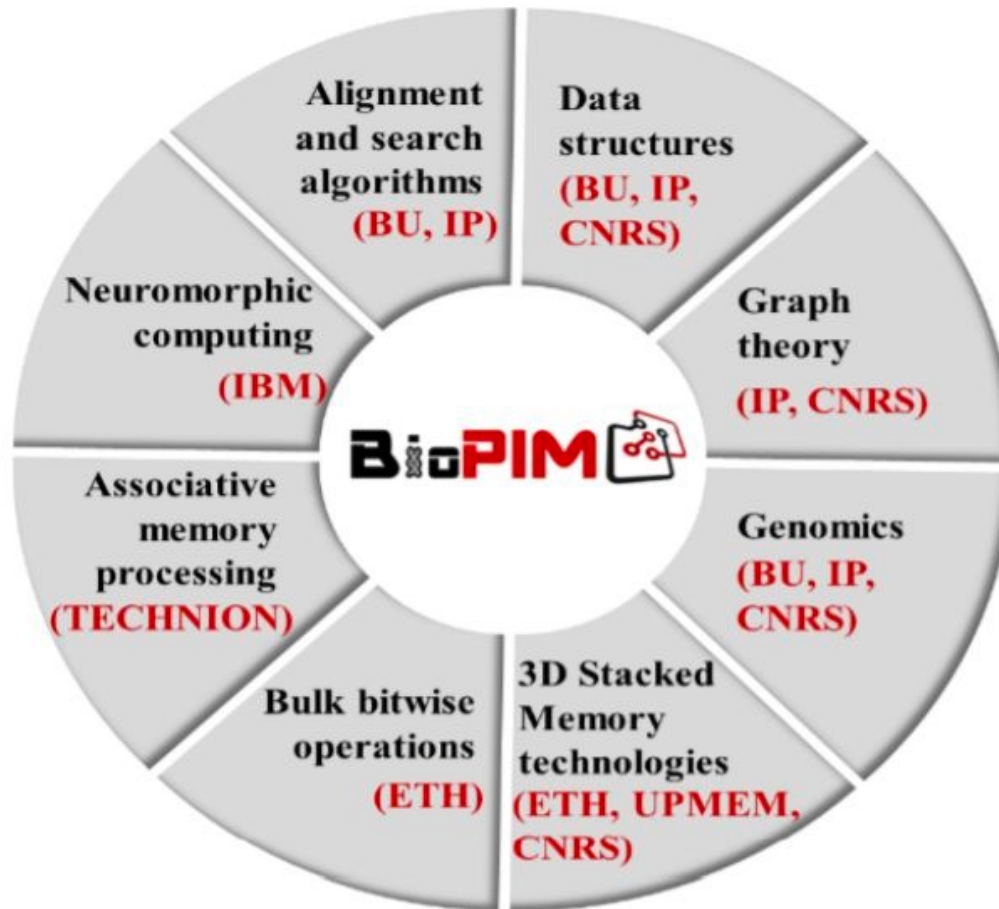 Alignment
and search
algorithms
(BU, IP)
Data
structures
(BU, IP,
CNRS)
Graph
theory
(IP, CNRS)
Genomics
(BU, IP,
CNRS)
3D Stacked
Memory
technologies
(ETH, UPMEM,
CNRS)
Bulk bitwise
operations
(ETH)
Associative
memory
processing
(TECHNION)
Neuromorphic
computing
(IBM)
BioPIM